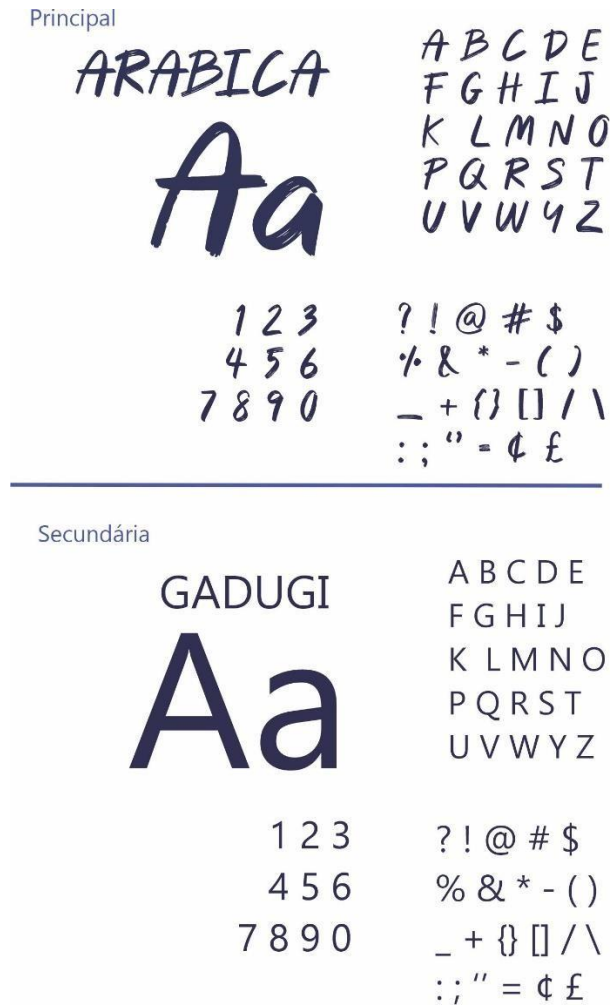 Principal
ARABICA
Aa
A B C D E
F G H I J
K L M N O
P Q R S T
U V W Y Z
1 2 3
4 5 6
7 8 9 0
? ! @ # $
% & * - ( )
_ + {} [] / \
: ; “ = ¢ £
Secundária
GADUGI
Aa
A B C D E
F G H I J
K L M N O
P Q R S T
U V W Y Z
1 2 3
4 5 6
7 8 9 0
? ! @ # $
% & * - ( )
_ + {} [] / \
: ; ” = ¢ £